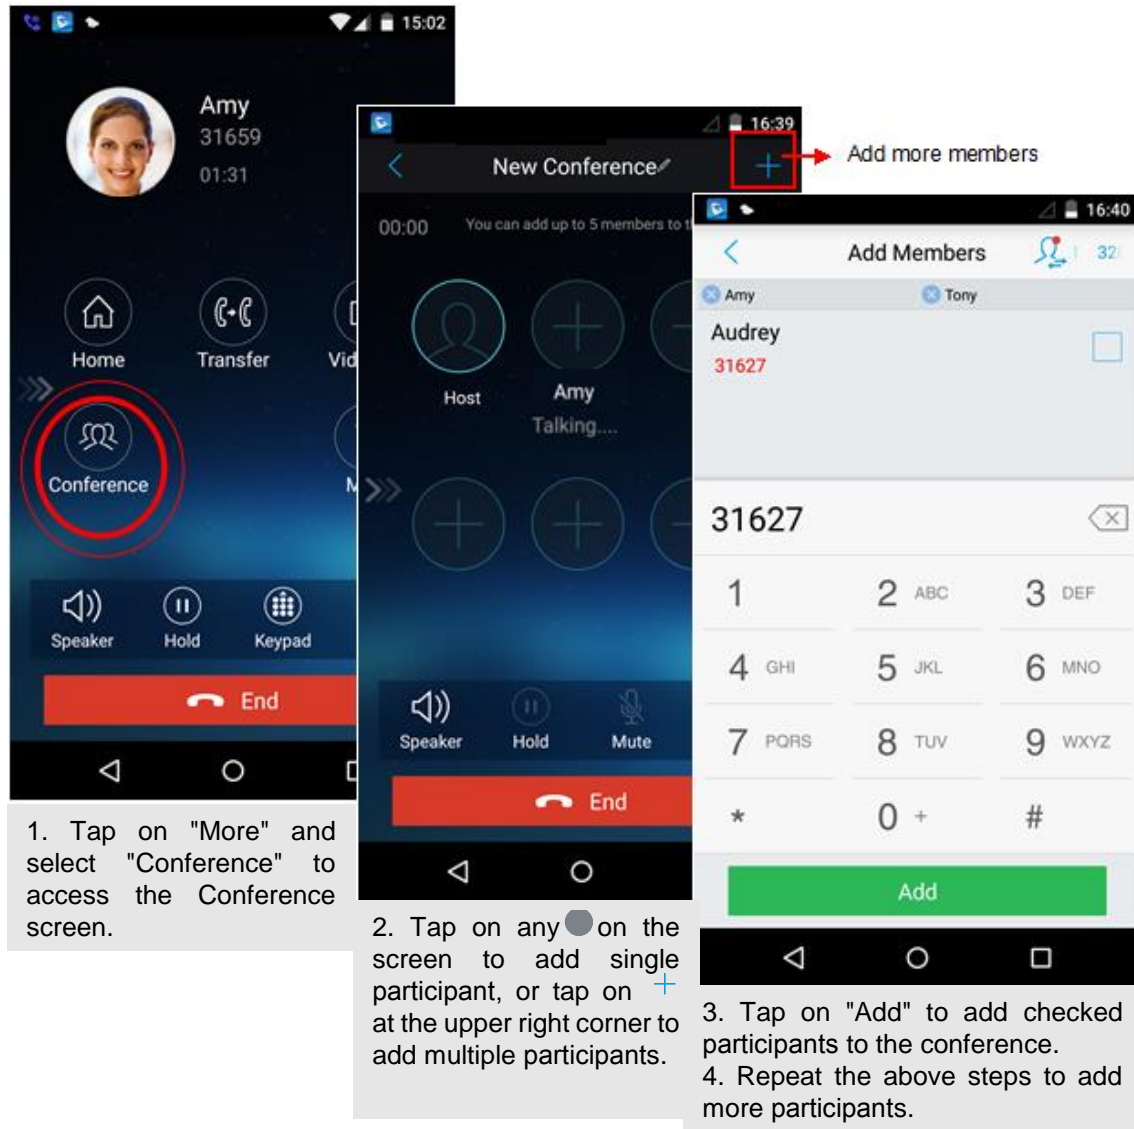 15:02
Amy
31659
01:31
Home
Transfer
Vid
Conference
M
Speaker
Hold
Keypad
End
1. Tap on "More" and
select "Conference" to
access the Conference
screen.
16:39
New Conference
Add more members
00:00
You can add up to 5 members to t
Host
Amy
Talking....
Speaker
Hold
Mute
End
2. Tap on any on the
screen to add single
participant, or tap on +
at the upper right corner to
add multiple participants.
16:40
Add Members
32
Amy
Tony
Audrey
31627
31627
1
2 ABC
3 DEF
4 GHI
5 JKL
6 MNO
7 PQRS
8 TUV
9 WXYZ
*
0 +
#
Add
3. Tap on "Add" to add checked
participants to the conference.
4. Repeat the above steps to add
more participants.